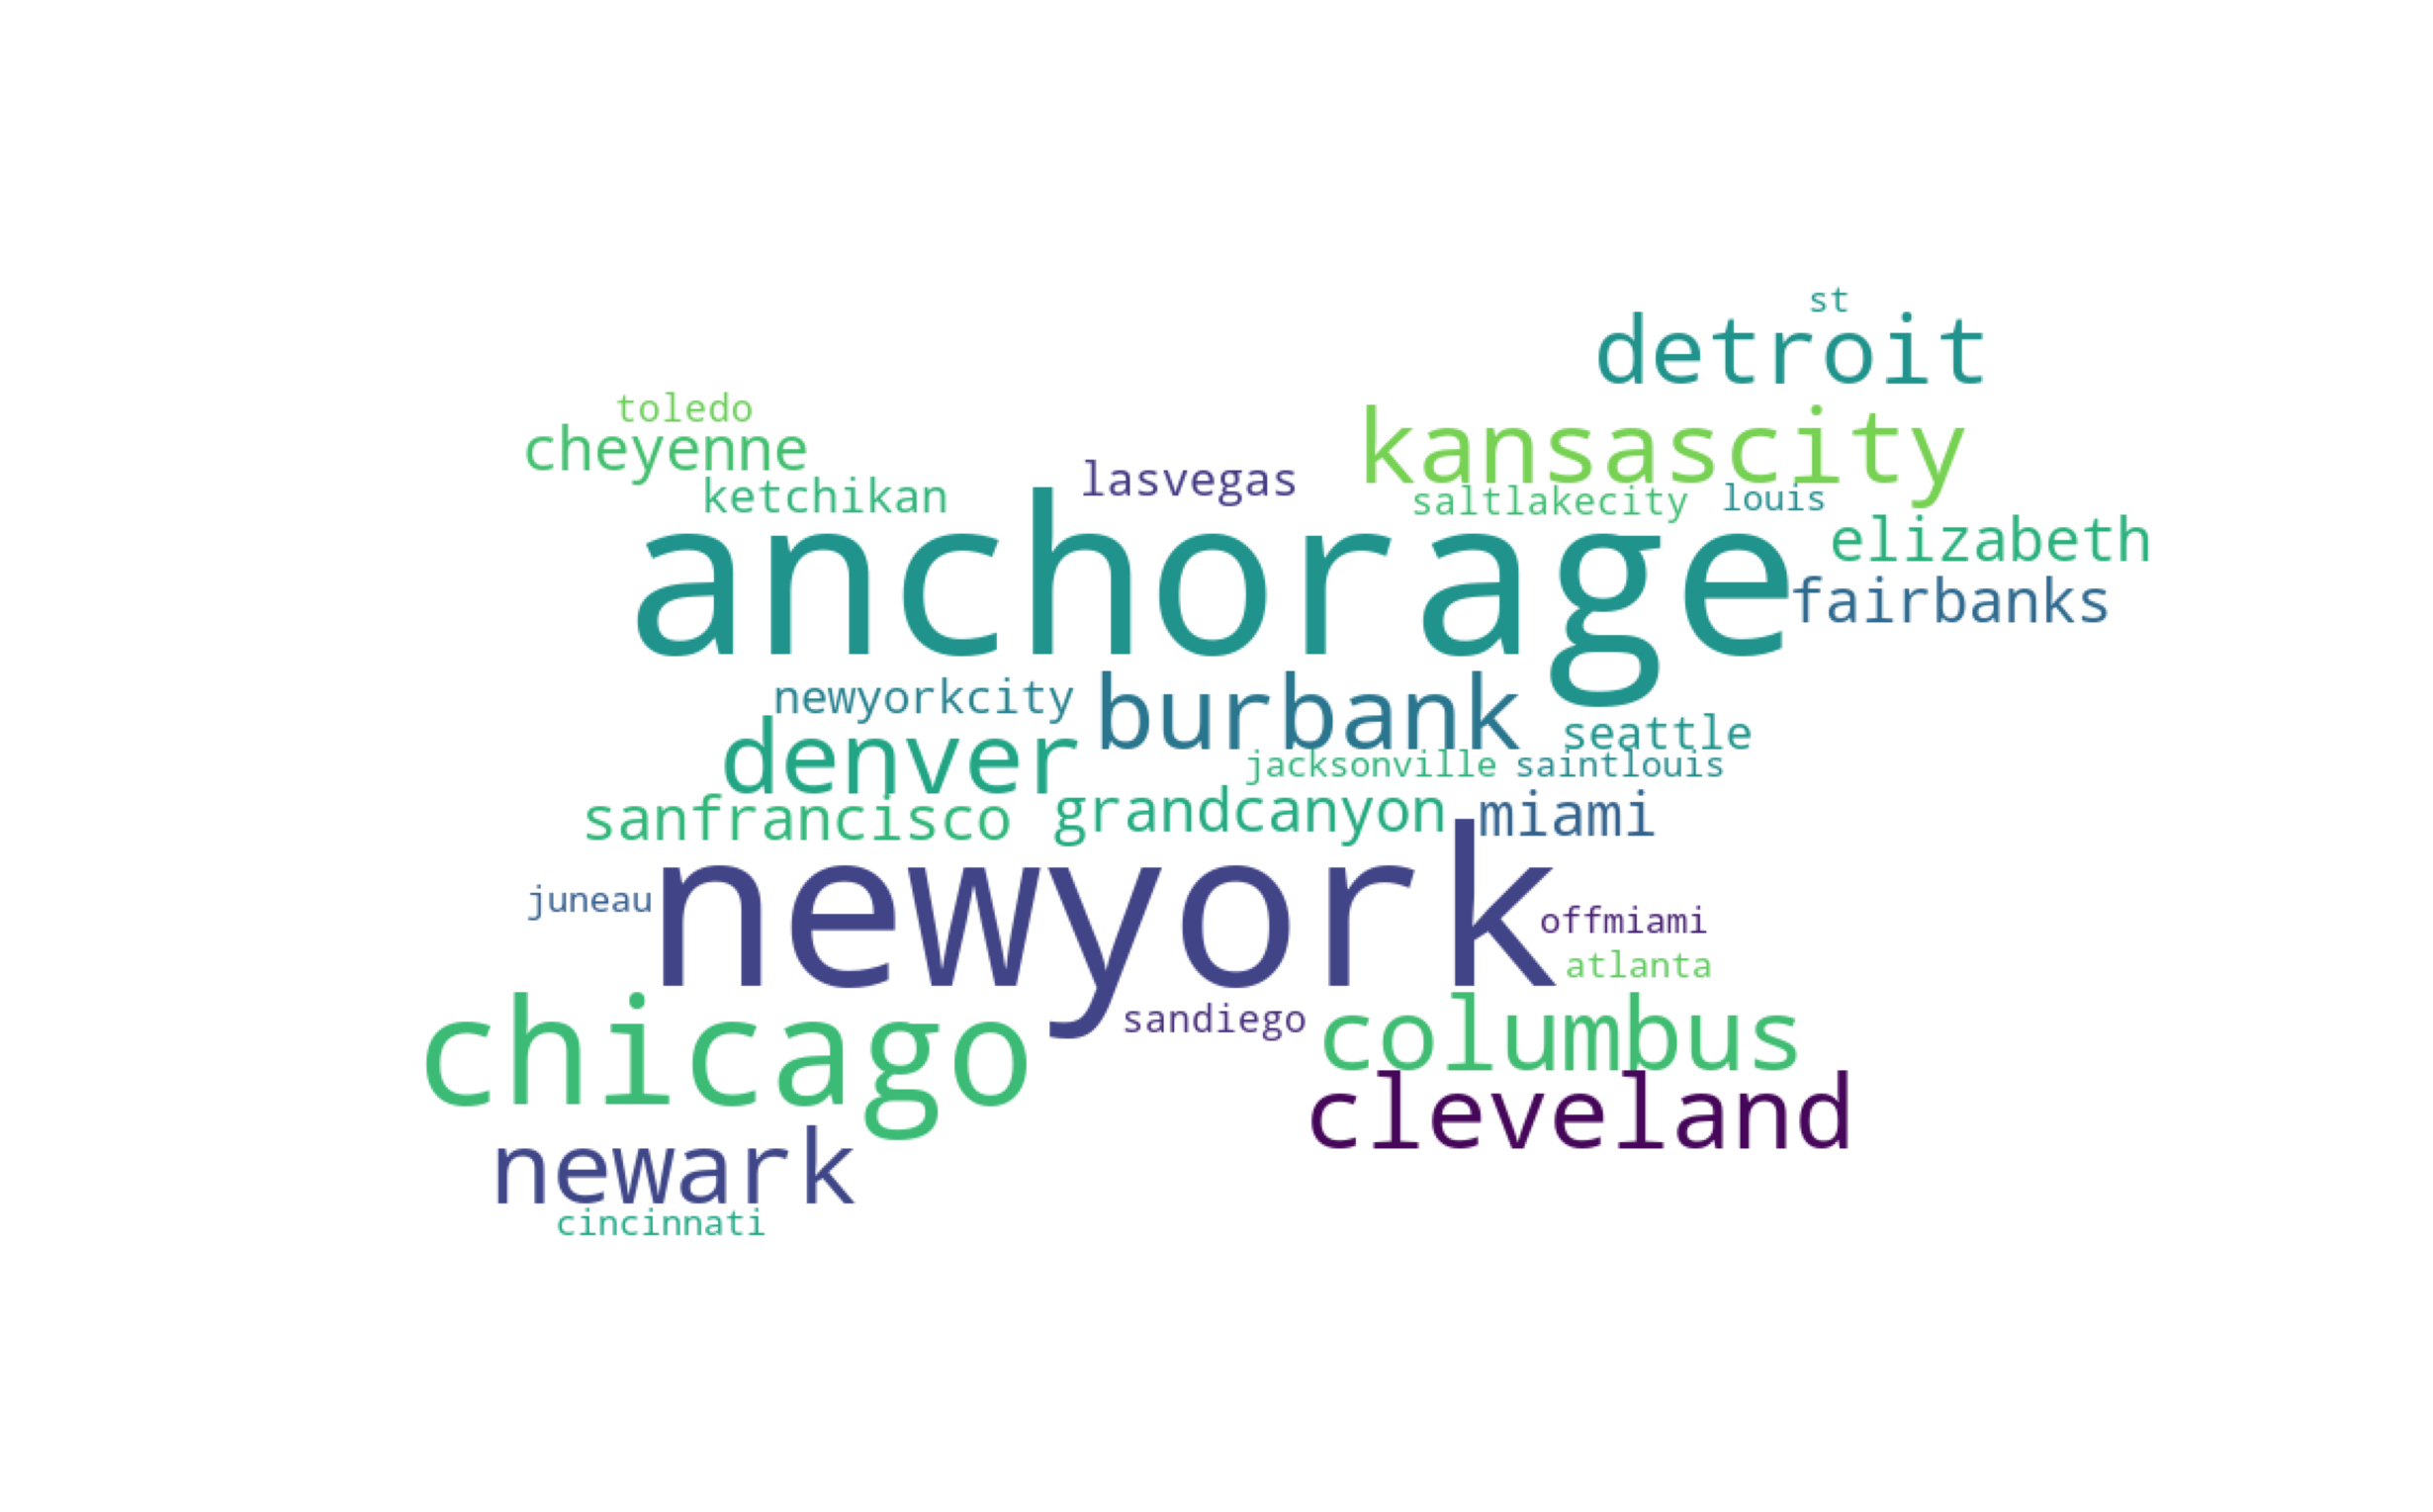 st
detroit
toledo
kansascity
cheyenne
lasvegas
ketchikan
saltlakecity
louis
anchorage
elizabeth
fairbanks
newyorkcity
burbank
seattle
denver
jacksonville
saintlouis
sanfrancisco
grandcanyon
miami
newyork
juneau
offmiami
atlanta
sandiego
columbus
chicago
cleveland
newark
cincinnati